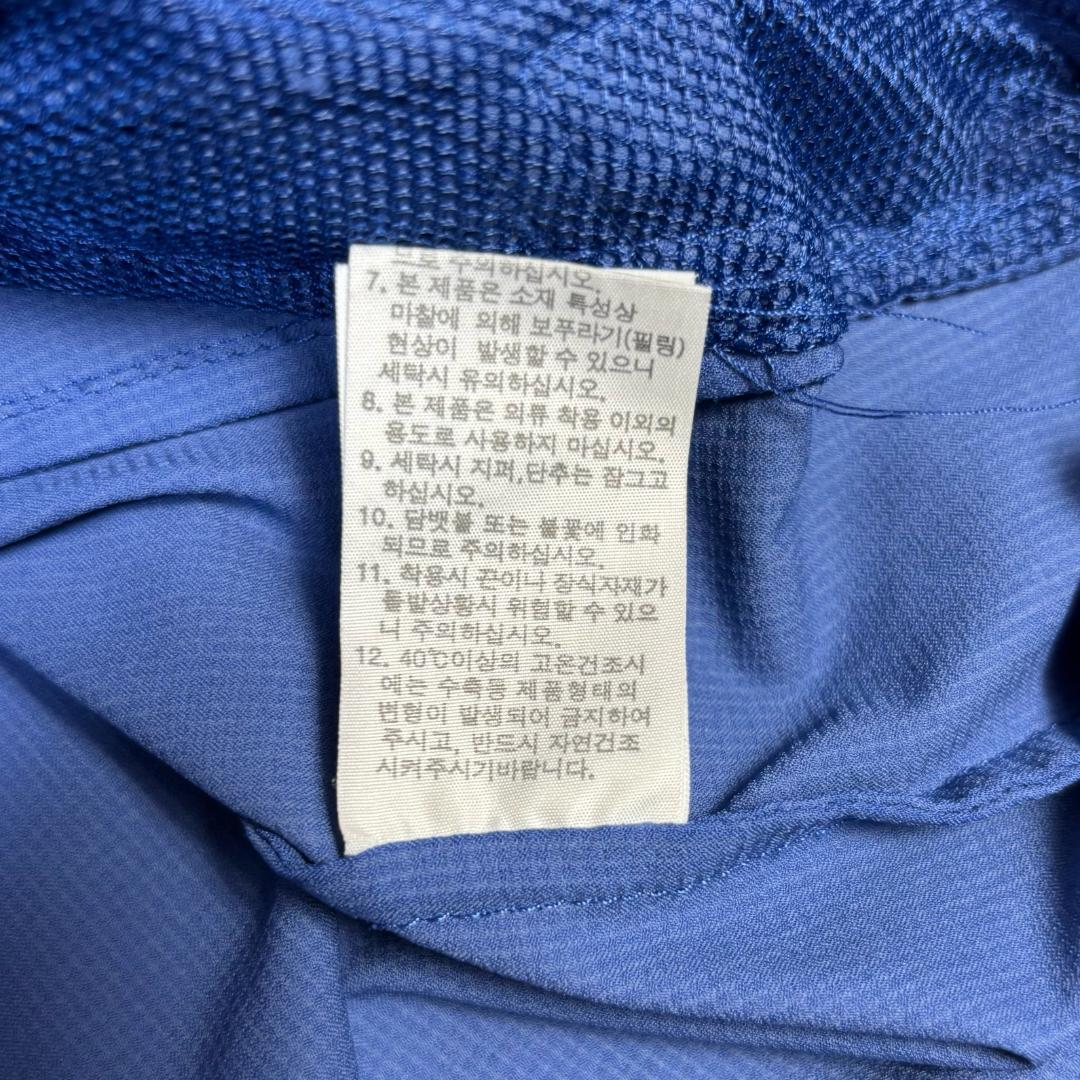 므로 주의하십시오.
7. 본 제품은 소재 특성상
마찰에 의해 보푸라기(필링)
현상이 발생할 수 있으니
세탁시 유의하십시오.
8. 본 제품은 의류 착용 이외의
용도로 사용하지 마십시오.
9. 세탁시 지퍼,단추는 잠그고
하십시오.
10. 담뱃불 또는 불꽃에 인화
되므로 주의하십시오.
11. 착용시 끈이나 장식자재가
돌발상황시 위험할 수 있으
니 주의하십시오.
12. 40℃이상의 고온건조시
에는 수축등 제품형태의
변형이 발생되어 금지하여
주시고, 반드시 자연건조
시켜주시기바랍니다.